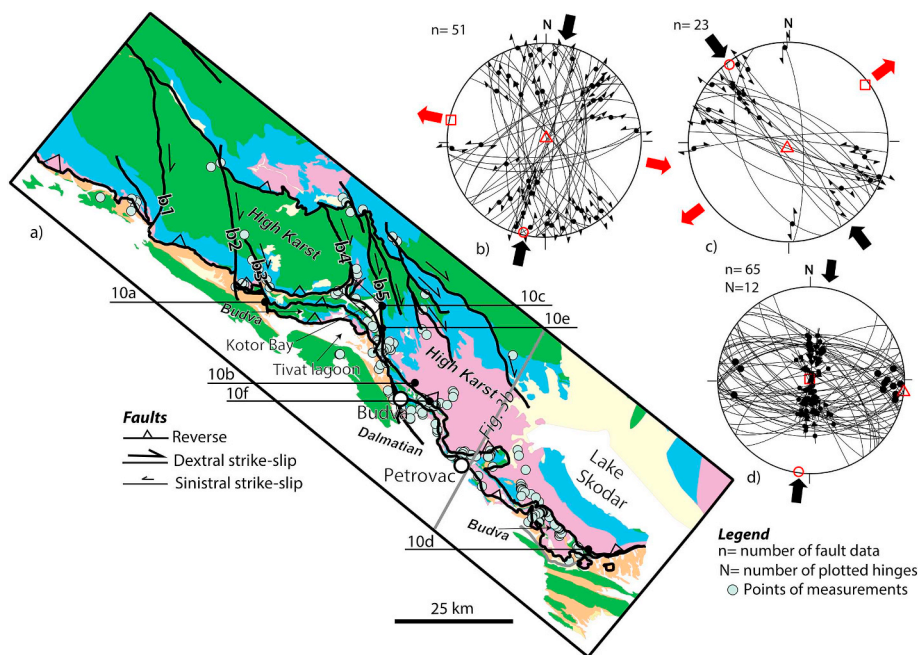 n= 51
N
b)
n= 23
N
c)
n= 65
N=12
N
d)
a)
b1
b2
b3
b4
b5
High Karst
10a
10c
10e
Budva
Kotor Bay
Tivat lagoon
High Karst
10b
10f
Budva
Fig. 3b
Dalmatian
Petrovac
Lake
Skodar
Budva
10d
Faults
Reverse
Dextral strike-slip
Sinistral strike-slip
25 km
Legend
n= number of fault data
N= number of plotted hinges
Points of measurements